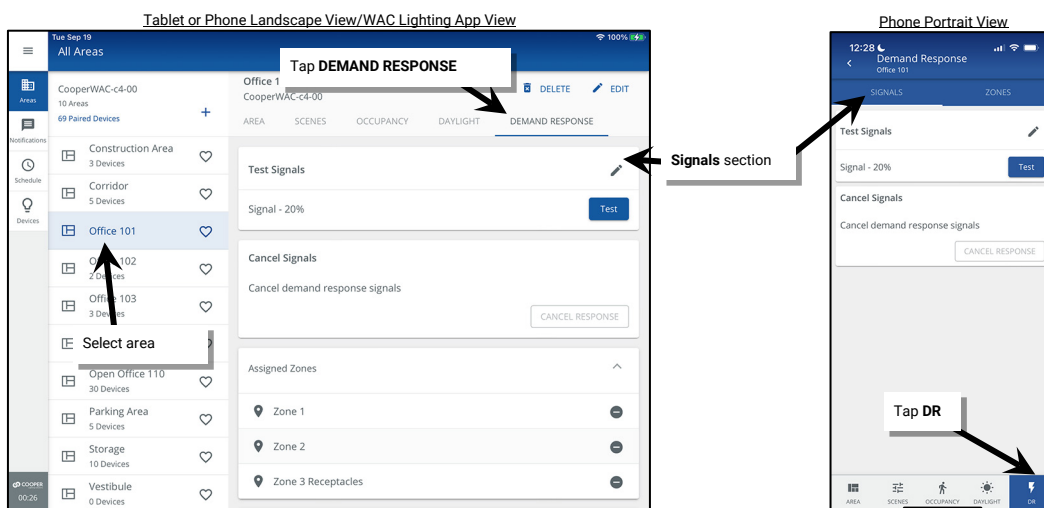 Tablet or Phone Landscape View/WAC Lighting App View
Tue Sep 19
100%
All Areas
Tap DEMAND RESPONSE
Areas
Notifications
Schedule
Devices
COOPER
00:26
CooperWAC-c4-00
10 Areas
69 Paired Devices
+
Construction Area
3 Devices
Corridor
5 Devices
Office 101
102
2 Devices
Office 103
3 Devices
Select area
Open Office 110
30 Devices
Parking Area
5 Devices
Storage
10 Devices
Vestibule
0 Devices
Office 1
CooperWAC-c4-00
DELETE EDIT
AREA SCENES OCCUPANCY DAYLIGHT DEMAND RESPONSE
Test Signals
Signal - 20% Test
Cancel Signals
Cancel demand response signals
CANCEL RESPONSE
Assigned Zones
Zone 1
Zone 2
Zone 3 Receptacles
Signals section
Phone Portrait View
12:28
Demand Response
Office 101
SIGNALS ZONES
Test Signals
Signal - 20% Test
Cancel Signals
Cancel demand response signals
CANCEL RESPONSE
Tap DR
AREA SCENES OCCUPANCY DAYLIGHT DR